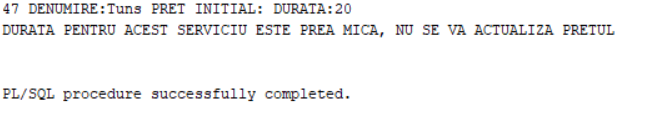 47 DENUMIRE:Tuns PRET INITIAL: DURATA:20
DURATA PENTRU ACEST SERVICIU ESTE PREA MICA, NU SE VA ACTUALIZA PRETUL
PL/SQL procedure successfully completed.